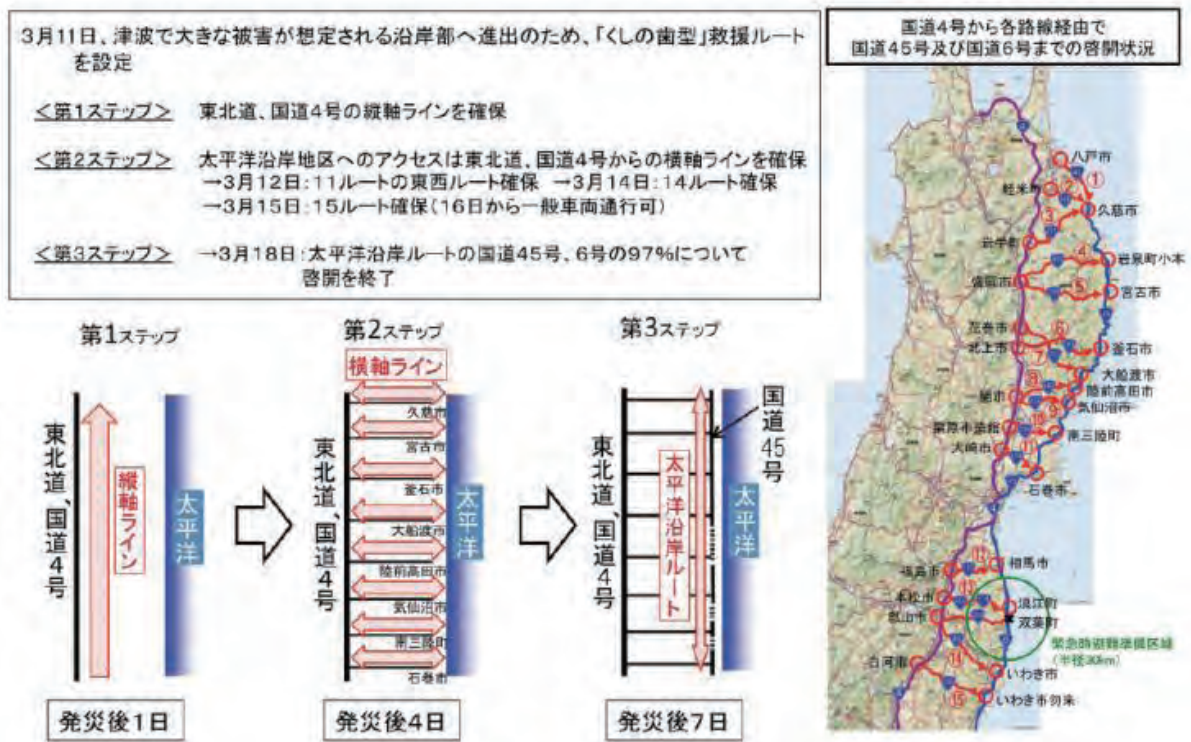 3月11日、津波で大きな被害が想定される沿岸部へ進出のため、「くしの歯型」救援ルート
を設定
＜第1ステップ＞ 東北道、国道4号の縦軸ラインを確保
＜第2ステップ＞ 太平洋沿岸地区へのアクセスは東北道、国道4号からの横軸ラインを確保
→3月12日：11ルートの東西ルート確保 →3月14日：14ルート確保
→3月15日：15ルート確保（16日から一般車両通行可）
＜第3ステップ＞ →3月18日：太平洋沿岸ルートの国道45号、6号の97％について
啓開を終了
第1ステップ
東北道、国道4号
縦軸ライン
太平洋
発災後1日
第2ステップ
横軸ライン
東北道、国道4号
久慈市
宮古市
釜石市
大船渡市
陸前高田市
気仙沼市
南三陸町
石巻市
太平洋
発災後4日
第3ステップ
東北道、国道4号
太平洋沿岸ルート
国道45号
太平洋
発災後7日
国道4号から各路線経由で
国道45号及び国道6号までの啓開状況
八戸市
①
軽米町
②
久慈市
③
岩手町
④
岩泉町小本
盛岡市
⑤
宮古市
花巻市
⑥
北上市
⑦
釜石市
大船渡市
⑧
陸前高田市
⑨
気仙沼市
⑩
南三陸町
大崎市
⑪
石巻市
⑫
相馬市
福島市
⑬
二本松市
浪江町
郡山市
双葉町
緊急時避難準備区域
（半径30km）
白河市
⑭
いわき市
⑮
いわき市勿来